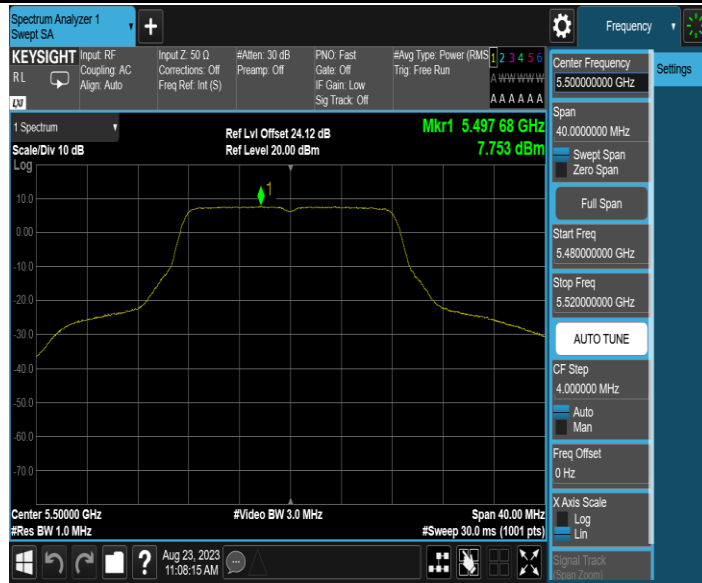 Spectrum Analyzer 1
Swept SA
Frequency
KEYSIGHT
RL
LXI
Input: RF
Coupling: AC
Align: Auto
Input Z: 50 Ω
Corrections: Off
Freq Ref: Int (S)
#Atten: 30 dB
Preamp: Off
PNO: Fast
Gate: Off
IF Gain: Low
Sig Track: Off
#Avg Type: Power (RMS
Trig: Free Run
1 2 3 4 5 6
A W W W W W
A A A A A A
1 Spectrum
Scale/Div 10 dB
Log
Ref Lvl Offset 24.12 dB
Ref Level 20.00 dBm
Mkr1 5.497 68 GHz
7.753 dBm
1
10.0
0.00
-10.0
-20.0
-30.0
-40.0
-50.0
-60.0
-70.0
Center 5.50000 GHz
#Res BW 1.0 MHz
#Video BW 3.0 MHz
Span 40.00 MHz
#Sweep 30.0 ms (1001 pts)
Center Frequency
5.500000000 GHz
Span
40.0000000 MHz
Swept Span
Zero Span
Full Span
Start Freq
5.480000000 GHz
Stop Freq
5.520000000 GHz
AUTO TUNE
CF Step
4.000000 MHz
Auto
Man
Freq Offset
0 Hz
X Axis Scale
Log
Lin
Signal Track
(Span Zoom)
Settings
?
Aug 23, 2023
11:08:15 AM